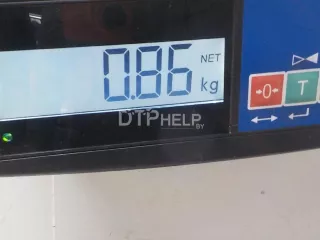 0.86 NET kg
DTPHELP BY
→0← T